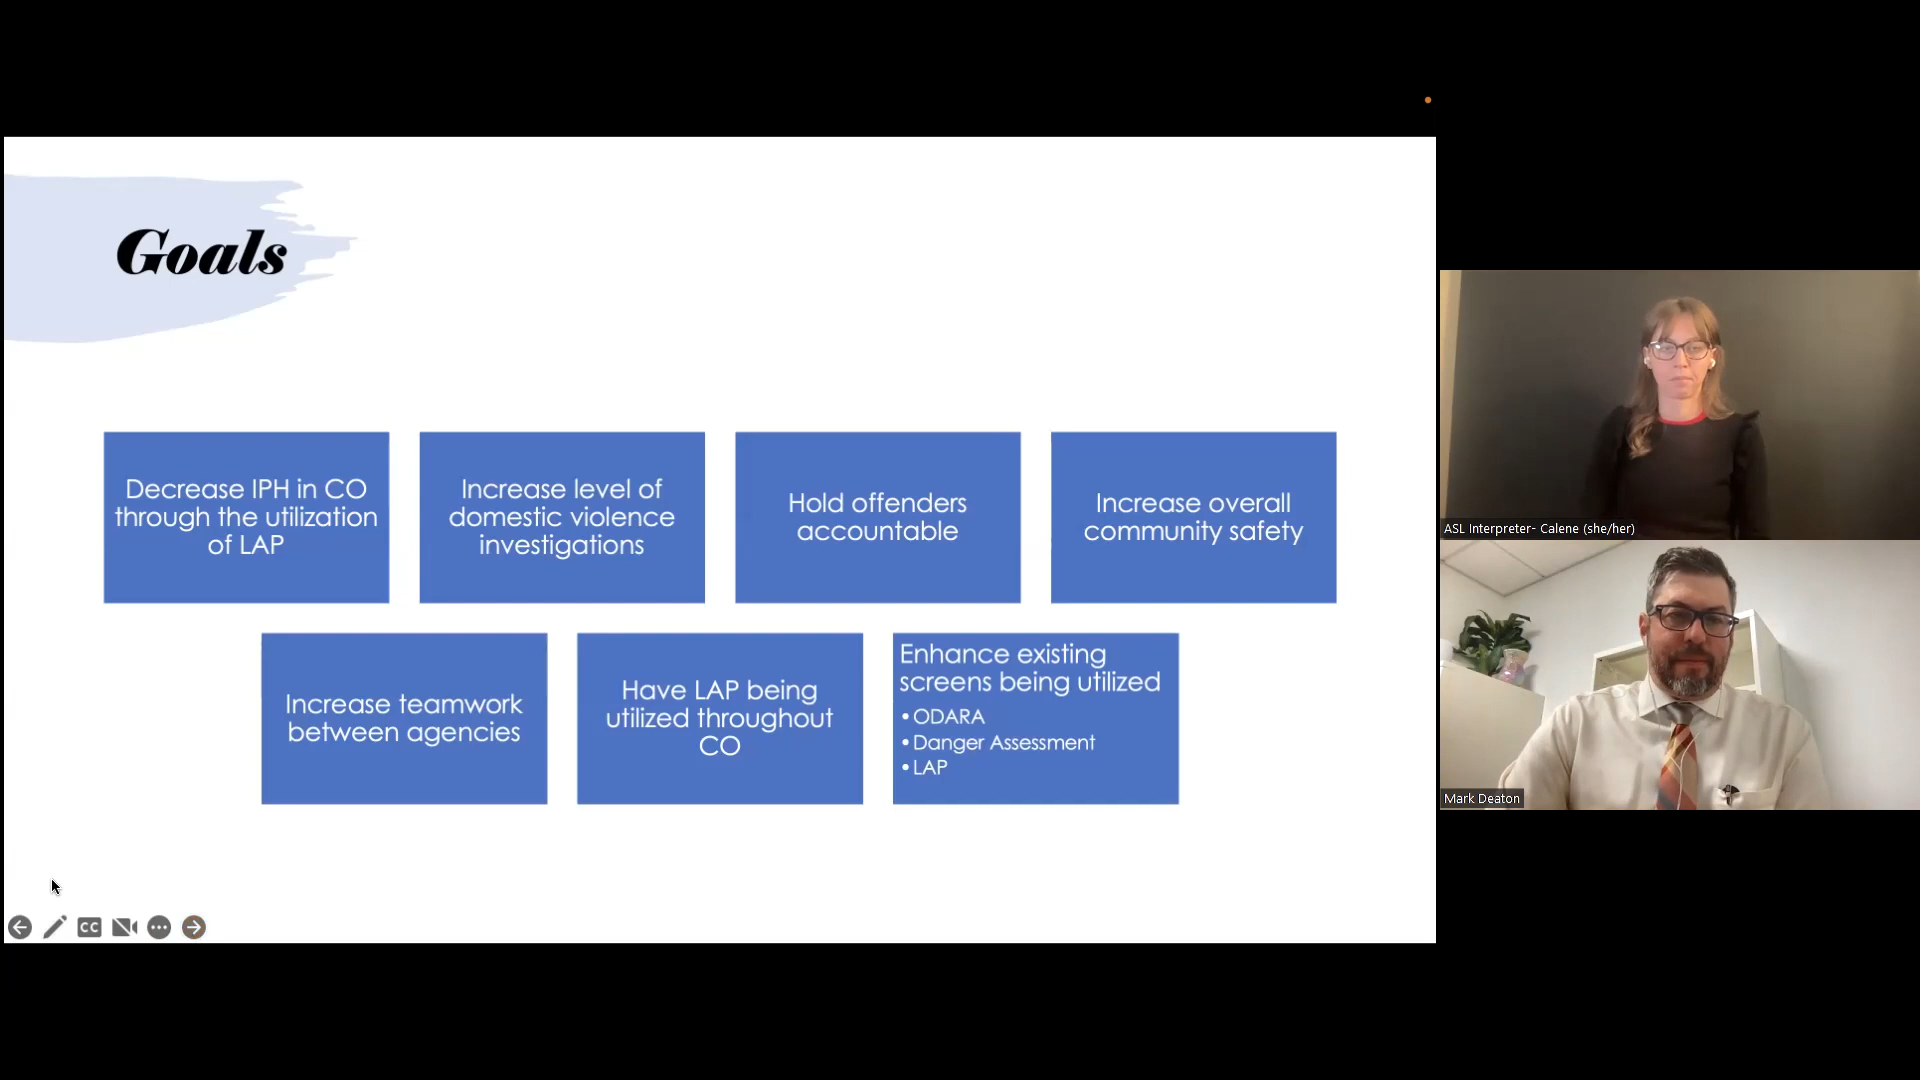 Goals
Decrease IPH in CO
through the utilization
of LAP
Increase level of
domestic violence
investigations
Hold offenders
accountable
Increase overall
community safety
Increase teamwork
between agencies
Have LAP being
utilized throughout
CO
Enhance existing
screens being utilized
• ODARA
• Danger Assessment
• LAP
CC
ASL Interpreter- Calene (she/her)
Mark Deaton